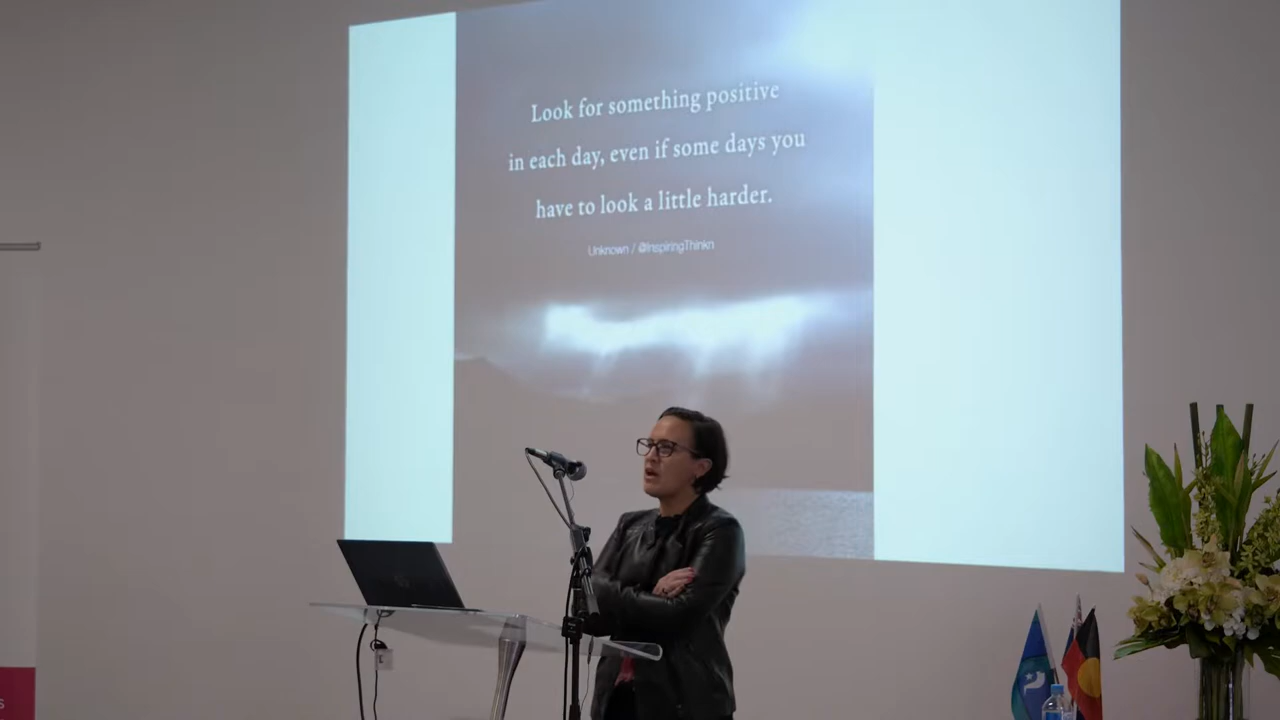 Look for something positive
in each day, even if some days you
have to look a little harder.
Unknown / @InspiringThinkn